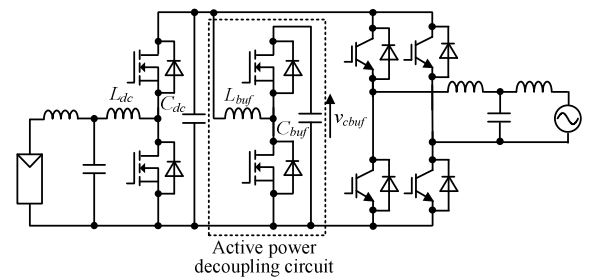 L_dc
C_dc
L_buf
C_buf
v_cbuf
Active power
decoupling circuit